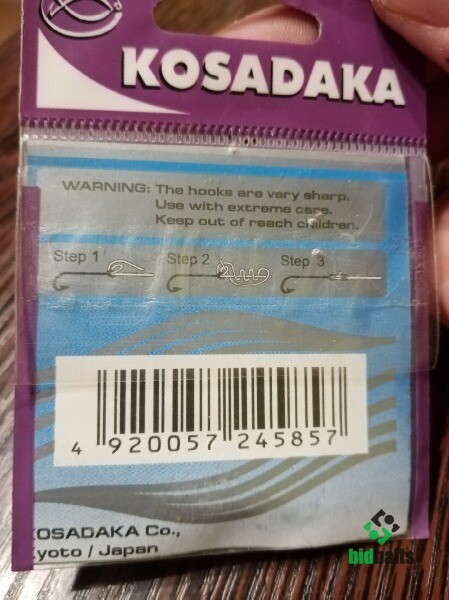 KOSADAKA
WARNING: The hooks are very sharp.
Use with extreme care.
Keep out of reach children.
Step 1 Step 2 Step 3
4 920057 245857
KOSADAKA Co.,
Kyoto / Japan
bidbaits